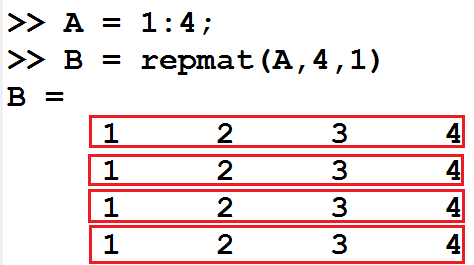 >> A = 1:4;
>> B = repmat(A,4,1)
B =
1 2 3 4
1 2 3 4
1 2 3 4
1 2 3 4